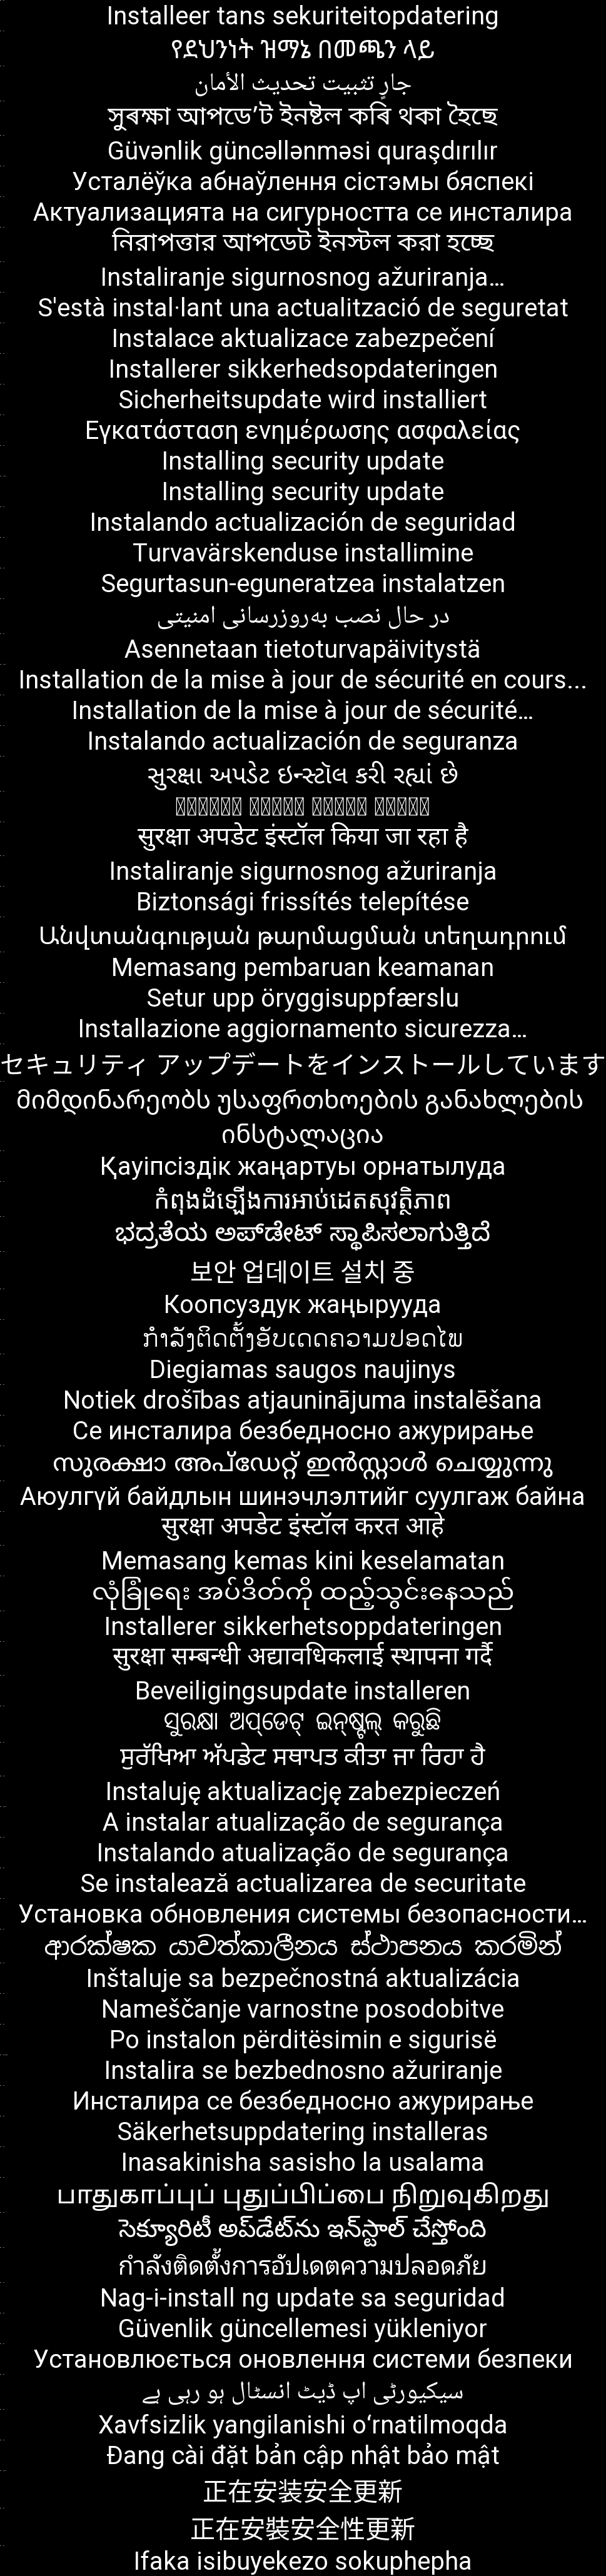 Installeer tans sekuriteitopdatering
የደህንነት ዝማኔ በመጫን ላይ
جارٍ تثبيت تحديث الأمان
সুৰক্ষা আপডে’ট ইনষ্টল কৰি থকা হৈছে
Güvənlik güncəllənməsi quraşdırılır
Усталёўка абнаўлення сістэмы бяспекі
Актуализацията на сигурността се инсталира
নিরাপত্তার আপডেট ইনস্টল করা হচ্ছে
Instaliranje sigurnosnog ažuriranja…
S'està instal·lant una actualització de seguretat
Instalace aktualizace zabezpečení
Installerer sikkerhedsopdateringen
Sicherheitsupdate wird installiert
Εγκατάσταση ενημέρωσης ασφαλείας
Installing security update
Installing security update
Instalando actualización de seguridad
Turvavärskenduse installimine
Segurtasun-eguneratzea instalatzen
در حال نصب به‌روزرسانی امنیتی
Asennetaan tietoturvapäivitystä
Installation de la mise à jour de sécurité en cours...
Installation de la mise à jour de sécurité…
Instalando actualización de seguranza
સુરક્ષા અપડેટ ઇન્સ્ટૉલ કરી રહ્યાં છે
सुरक्षा अपडेट इंस्टॉल किया जा रहा है
Instaliranje sigurnosnog ažuriranja
Biztonsági frissítés telepítése
Անվտանգության թարմացման տեղադրում
Memasang pembaruan keamanan
Setur upp öryggisuppfærslu
Installazione aggiornamento sicurezza…
セキュリティ アップデートをインストールしています
მიმდინარეობს უსაფრთხოების განახლების
ინსტალაცია
Қауіпсіздік жаңартуы орнатылуда
កំពុងដំឡើងការអាប់ដេតសុវត្ថិភាព
ಭದ್ರತೆಯ ಅಪ್‌ಡೇಟ್‌ ಸ್ಥಾಪಿಸಲಾಗುತ್ತಿದೆ
보안 업데이트 설치 중
Коопсуздук жаңырууда
ກຳລັງຕິດຕັ້ງອັບເດດຄວາມປອດໄພ
Diegiamas saugos naujinys
Notiek drošības atjauninājuma instalēšana
Се инсталира безбедносно ажурирање
സുരക്ഷാ അപ്ഡേറ്റ് ഇൻസ്റ്റാൾ ചെയ്യുന്നു
Аюулгүй байдлын шинэчлэлтийг суулгаж байна
सुरक्षा अपडेट इंस्टॉल करत आहे
Memasang kemas kini keselamatan
လုံခြုံရေး အပ်ဒိတ်ကို ထည့်သွင်းနေသည်
Installerer sikkerhetsoppdateringen
सुरक्षा सम्बन्धी अद्यावधिकलाई स्थापना गर्दै
Beveiligingsupdate installeren
ସୁରକ୍ଷା ଅପ୍‌ଡେଟ୍‌ ଇନ୍‌ଷ୍ଟଲ୍‌ କରୁଛି
ਸੁਰੱਖਿਆ ਅੱਪਡੇਟ ਸਥਾਪਤ ਕੀਤਾ ਜਾ ਰਿਹਾ ਹੈ
Instaluję aktualizację zabezpieczeń
A instalar atualização de segurança
Instalando atualização de segurança
Se instalează actualizarea de securitate
Установка обновления системы безопасности…
ආරක්ෂක යාවත්කාලීනය ස්ථාපනය කරමින්
Inštaluje sa bezpečnostná aktualizácia
Nameščanje varnostne posodobitve
Po instalon përditësimin e sigurisë
Instalira se bezbednosno ažuriranje
Инсталира се безбедносно ажурирање
Säkerhetsuppdatering installeras
Inasakinisha sasisho la usalama
பாதுகாப்புப் புதுப்பிப்பை நிறுவுகிறது
సెక్యూరిటీ అప్‌డేట్‌ను ఇన్‌స్టాల్ చేస్తోంది
กำลังติดตั้งการอัปเดตความปลอดภัย
Nag-i-install ng update sa seguridad
Güvenlik güncellemesi yükleniyor
Установлюється оновлення системи безпеки
سیکیورٹی اپ ڈیٹ انسٹال ہو رہی ہے
Xavfsizlik yangilanishi o‘rnatilmoqda
Đang cài đặt bản cập nhật bảo mật
正在安装安全更新
正在安裝安全性更新
Ifaka isibuyekezo sokuphepha